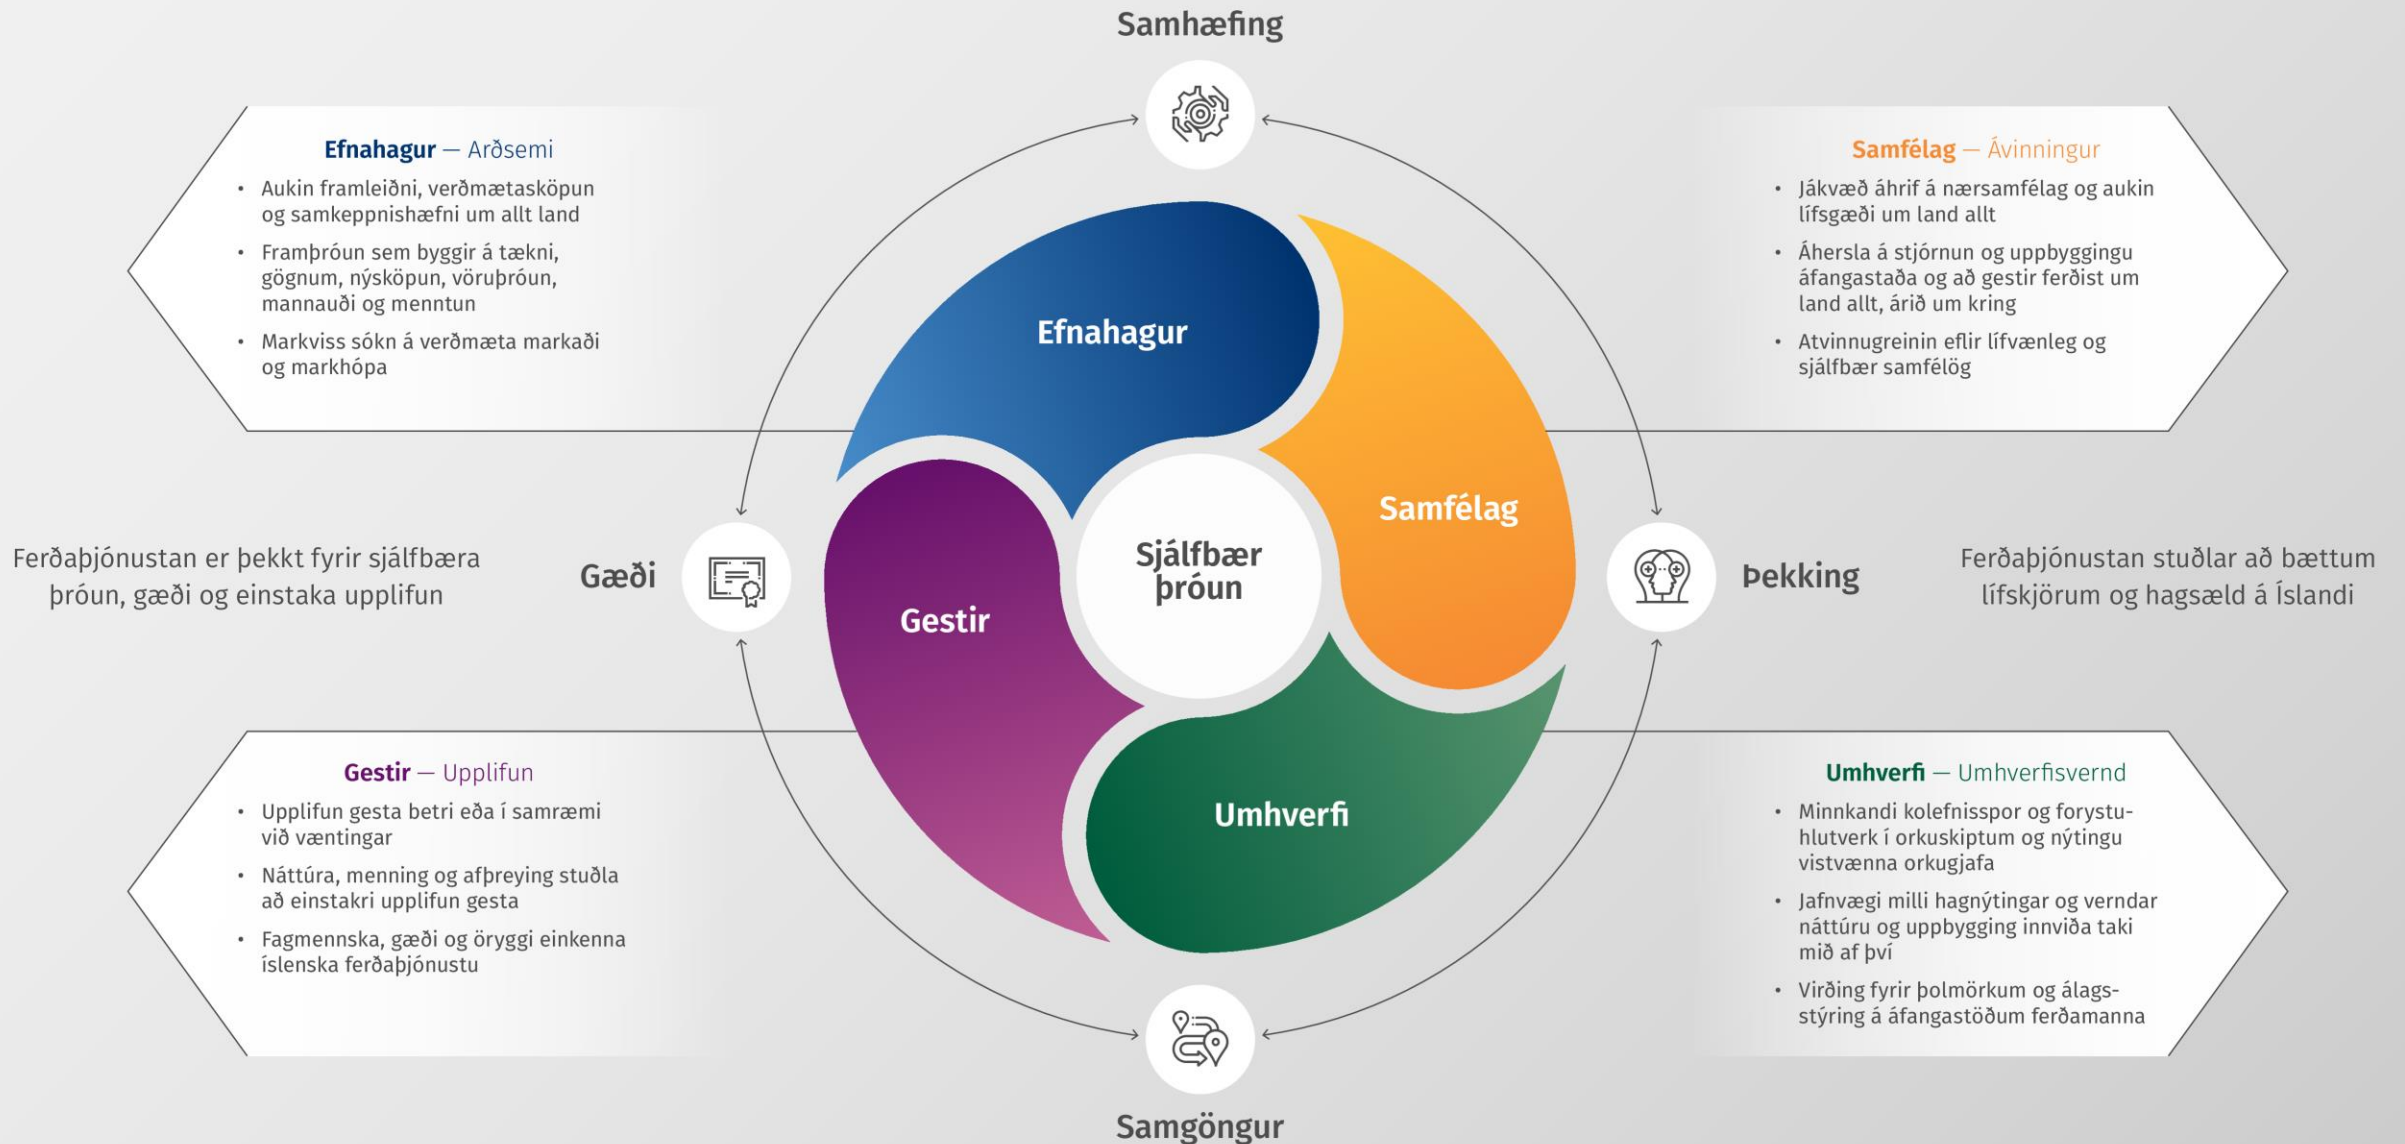 Samhæfing
Efnahagur — Arðsemi
• Aukin framleiðni, verðmætasköpun
og samkeppnishæfni um allt land
• Framþróun sem byggir á tækni,
gögnum, nýsköpun, vöruþróun,
mannauði og menntun
• Markviss sókn á verðmæta markaði
og markhópa
Samfélag — Ávinningur
• Jákvæð áhrif á nærsamfélag og aukin
lífsgæði um land allt
• Áhersla á stjórnun og uppbyggingu
áfangastaða og að gestir ferðist um
land allt, árið um kring
• Atvinnugreinin eflir lífvænleg og
sjálfbær samfélög
Efnahagur
Samfélag
Sjálfbær
þróun
Gestir
Umhverfi
Ferðaþjónustan er þekkt fyrir sjálfbæra
þróun, gæði og einstaka upplifun
Gæði
Þekking
Ferðaþjónustan stuðlar að bættum
lífskjörum og hagsæld á Íslandi
Gestir — Upplifun
• Upplifun gesta betri eða í samræmi
við væntingar
• Náttúra, menning og afþreying stuðla
að einstakri upplifun gesta
• Fagmennska, gæði og öryggi einkenna
íslenska ferðaþjónustu
Umhverfi — Umhverfisvernd
• Minnkandi kolefnisspor og forystu-
hlutverk í orkuskiptum og nýtingu
vistvænna orkugjafa
• Jafnvægi milli hagnýtingar og verndar
náttúru og uppbygging innviða taki
mið af því
• Virðing fyrir þolmörkum og álags-
stýring á áfangastöðum ferðamanna
Samgöngur